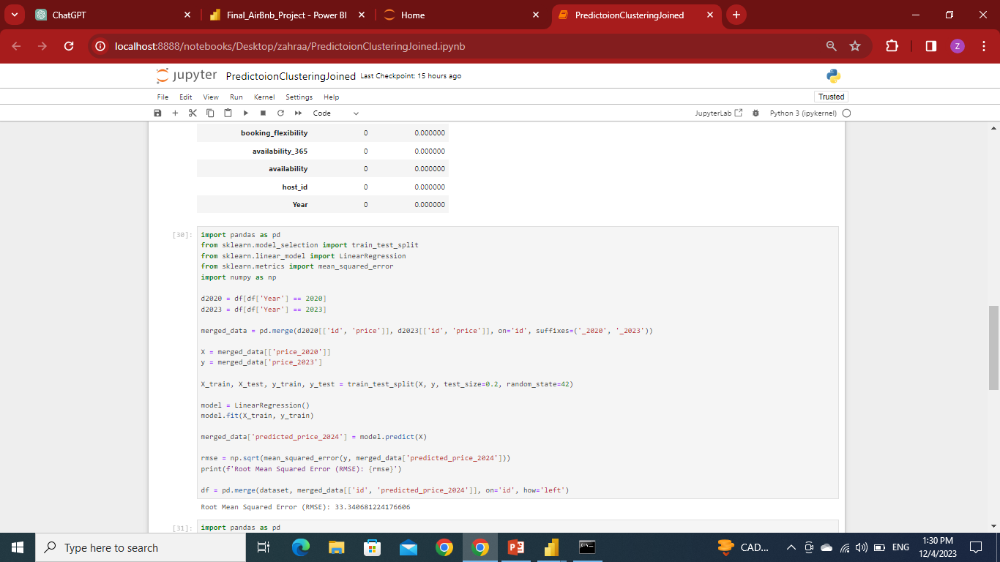 ChatGPT
Final_AirBnb_Project - Power BI
Home
PredictoionClusteringJoined
localhost:8888/notebooks/Desktop/zahraa/PredictoionClusteringJoined.ipynb
Z
jupyter PredictoionClusteringJoined Last Checkpoint: 15 hours ago
File Edit View Run Kernel Settings Help
Trusted
Code
JupyterLab
Python 3 (ipykernel)
booking_flexibility 0 0.000000
availability_365 0 0.000000
availability 0 0.000000
host_id 0 0.000000
Year 0 0.000000
[30]:
import pandas as pd
from sklearn.model_selection import train_test_split
from sklearn.linear_model import LinearRegression
from sklearn.metrics import mean_squared_error
import numpy as np
d2020 = df[df['Year'] == 2020]
d2023 = df[df['Year'] == 2023]
merged_data = pd.merge(d2020[['id', 'price']], d2023[['id', 'price']], on='id', suffixes=('_2020', '_2023'))
X = merged_data[['price_2020']]
y = merged_data['price_2023']
X_train, X_test, y_train, y_test = train_test_split(X, y, test_size=0.2, random_state=42)
model = LinearRegression()
model.fit(X_train, y_train)
merged_data['predicted_price_2024'] = model.predict(X)
rmse = np.sqrt(mean_squared_error(y, merged_data['predicted_price_2024']))
print(f'Root Mean Squared Error (RMSE): {rmse}')
df = pd.merge(dataset, merged_data[['id', 'predicted_price_2024']], on='id', how='left')
Root Mean Squared Error (RMSE): 33.340681224176606
[31]:
import pandas as pd
Type here to search
CAD...
ENG
1:30 PM
12/4/2023